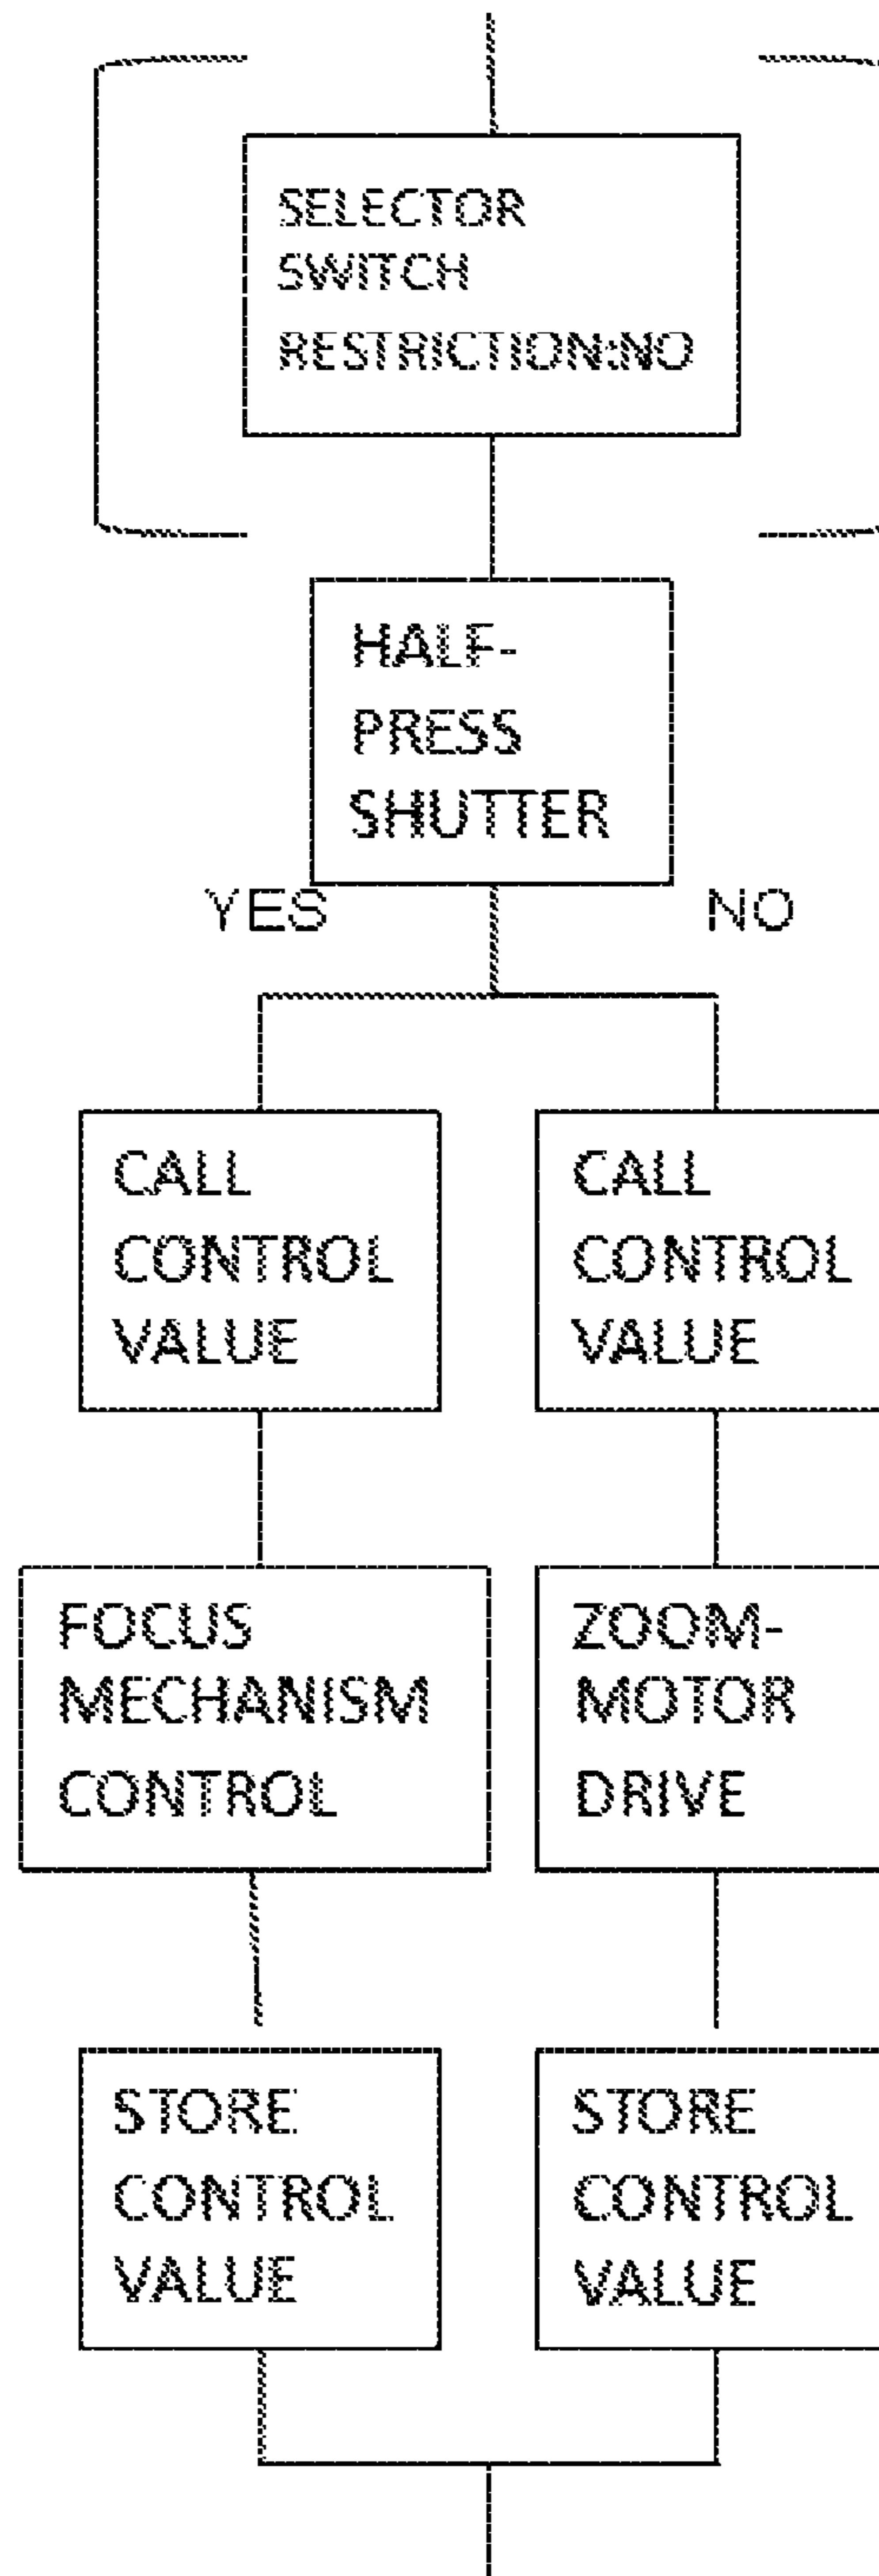 SELECTOR
SWITCH
RESTRICTION:NO
HALF-
PRESS
SHUTTER
YES
NO
CALL
CONTROL
VALUE
CALL
CONTROL
VALUE
FOCUS
MECHANISM
CONTROL
ZOOM-
MOTOR
DRIVE
STORE
CONTROL
VALUE
STORE
CONTROL
VALUE